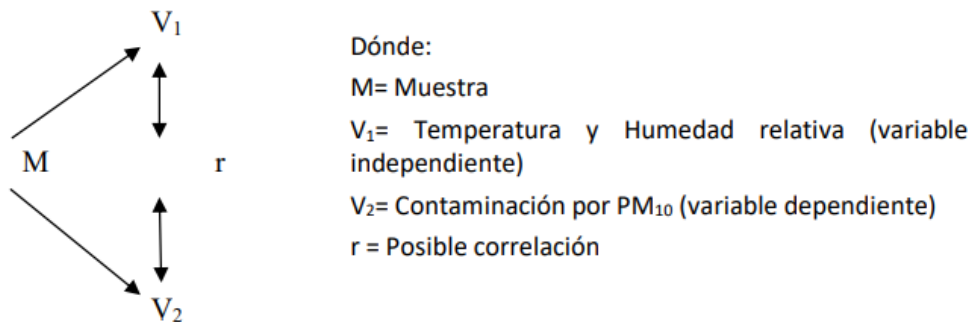 V₁
M
r
V₂
Dónde:
M= Muestra
V₁= Temperatura y Humedad relativa (variable
independiente)
V₂= Contaminación por PM₁₀ (variable dependiente)
r = Posible correlación